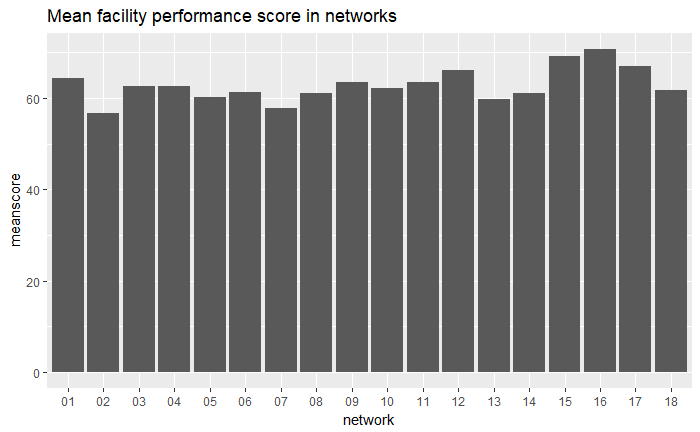 Mean facility performance score in networks
meanscore
60
40
20
0
01 02 03 04 05 06 07 08 09 10 11 12 13 14 15 16 17 18
network